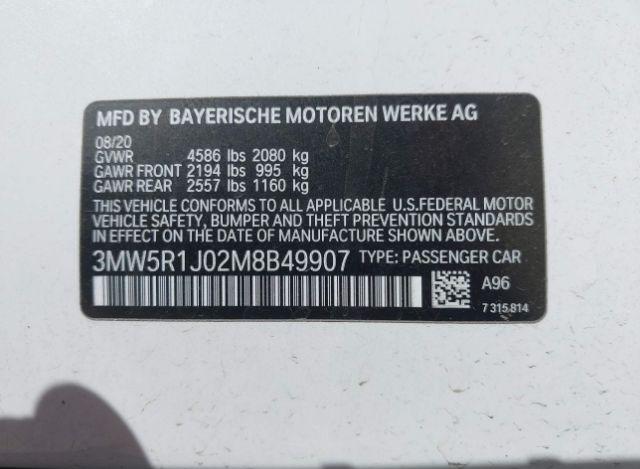 MFD BY BAYERISCHE MOTOREN WERKE AG
08/20
GVWR 4586 lbs 2080 kg
GAWR FRONT 2194 lbs 995 kg
GAWR REAR 2557 lbs 1160 kg
THIS VEHICLE CONFORMS TO ALL APPLICABLE U.S.FEDERAL MOTOR
VEHICLE SAFETY, BUMPER AND THEFT PREVENTION STANDARDS
IN EFFECT ON THE DATE OF MANUFACTURE SHOWN ABOVE.
3MW5R1J02M8B49907 TYPE: PASSENGER CAR
A96
7 315 814